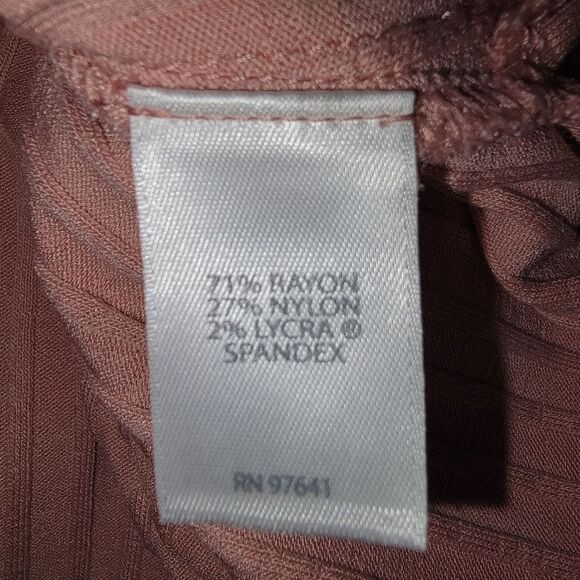 71% RAYON
27% NYLON
2% LYCRA ®
SPANDEX
RN 97641